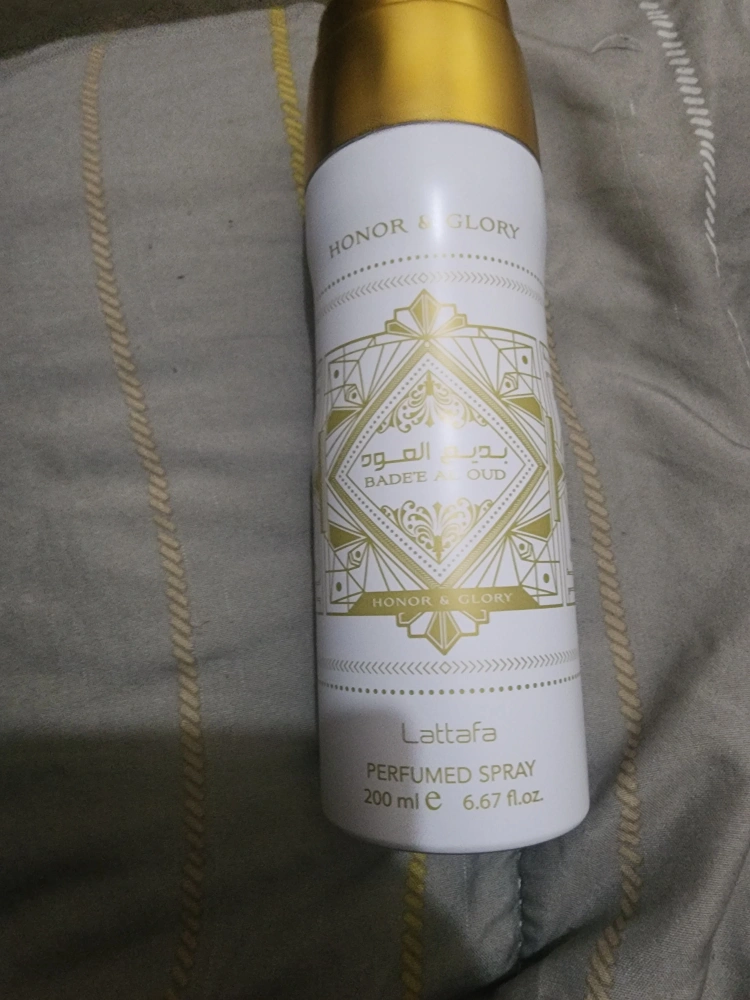 HONOR & GLORY
بديع العود
BADE'E AL OUD
HONOR & GLORY
Lattafa
PERFUMED SPRAY
200 ml e 6.67 fl.oz.